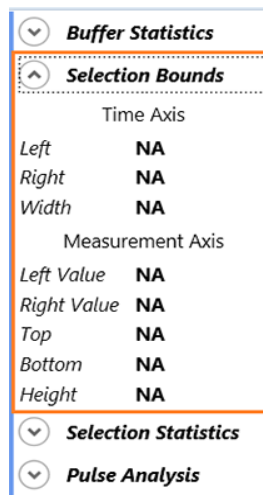 Buffer Statistics
Selection Bounds
Time Axis
Left NA
Right NA
Width NA
Measurement Axis
Left Value NA
Right Value NA
Top NA
Bottom NA
Height NA
Selection Statistics
Pulse Analysis